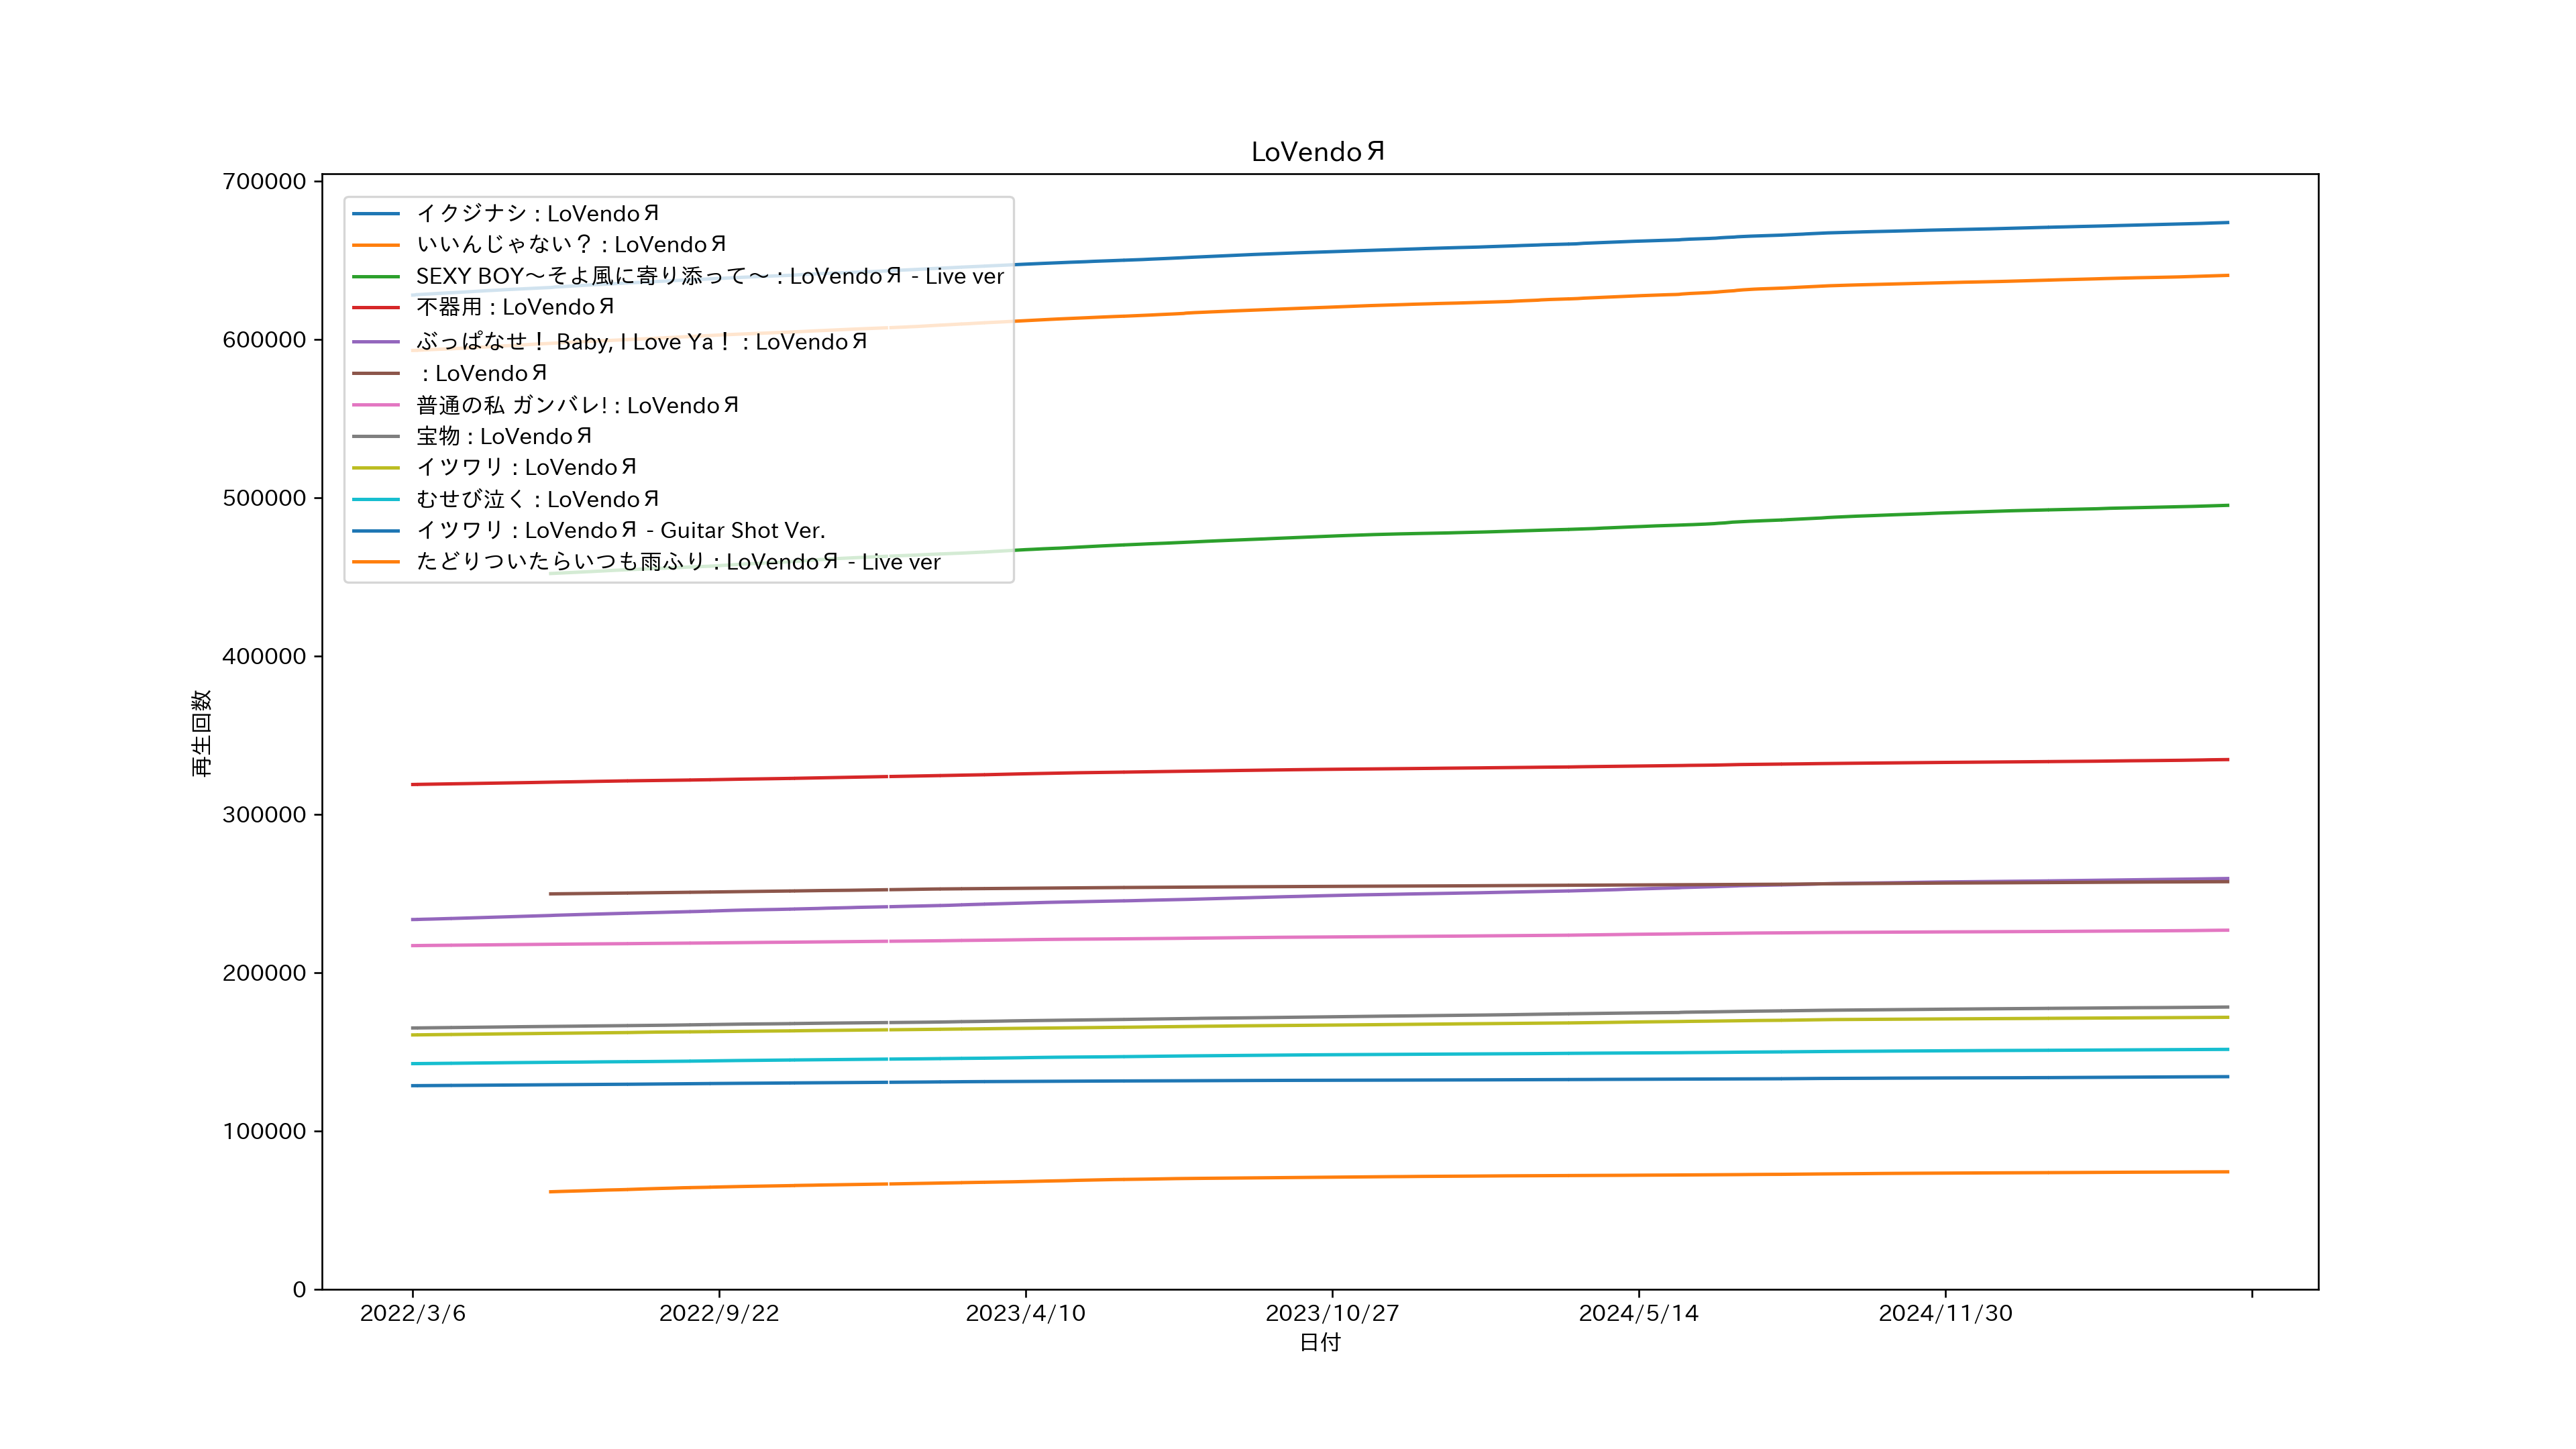 LoVendoЯ
700000
600000
500000
400000
300000
200000
100000
0
再生回数
イクジナシ : LoVendoЯ
いいんじゃない？ : LoVendoЯ
SEXY BOY～そよ風に寄り添って～ : LoVendoЯ - Live ver
不器用 : LoVendoЯ
ぶっぱなせ！ Baby, I Love Ya！ : LoVendoЯ
: LoVendoЯ
普通の私 ガンバレ! : LoVendoЯ
宝物 : LoVendoЯ
イツワリ : LoVendoЯ
むせび泣く : LoVendoЯ
イツワリ : LoVendoЯ - Guitar Shot Ver.
たどりついたらいつも雨ふり : LoVendoЯ - Live ver
2022/3/6 2022/9/22 2023/4/10 2023/10/27 2024/5/14 2024/11/30
日付